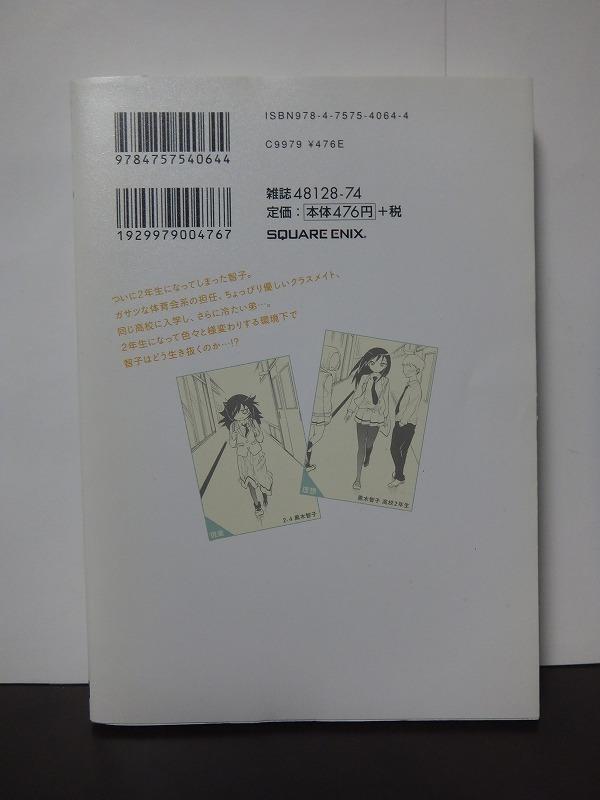 ISBN978-4-7575-4064-4
9784757540644
C9979 ¥476E
雑誌 48128-74
定価:本体476円+税
1929979004767
SQUARE ENIX®
ついに2年生になってしまった智子。
ガサツな体育会系の担任、ちょっぴり優しいクラスメイト、
同じ高校に入学し、さらに冷たい弟…。
2年生になって色々と様変わりする環境下で
智子はどう生き抜くのか…!?
理想
黒木智子 高校2年生
2-4 黒木智子
現実